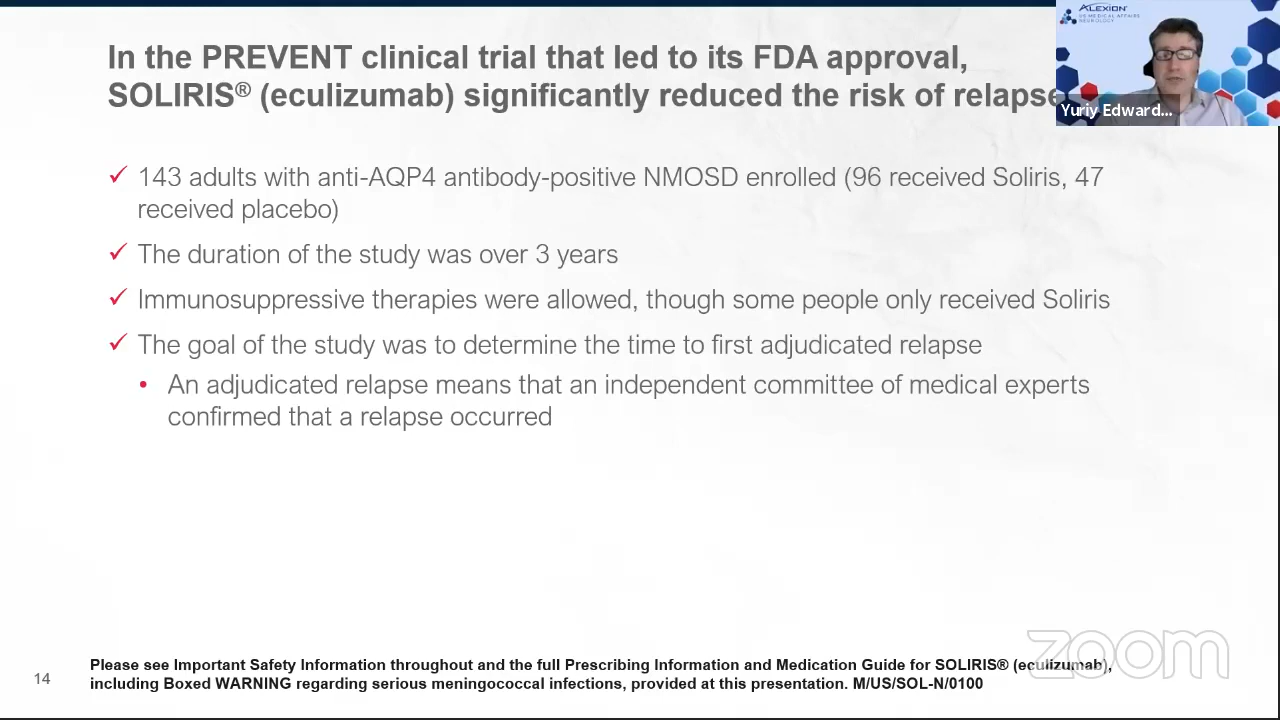 In the PREVENT clinical trial that led to its FDA approval,
SOLIRIS® (eculizumab) significantly reduced the risk of relapse
ALEXION
US MEDICAL AFFAIRS
NEUROLOGY
Yuriy Edward...
✓ 143 adults with anti-AQP4 antibody-positive NMOSD enrolled (96 received Soliris, 47
received placebo)
✓ The duration of the study was over 3 years
✓ Immunosuppressive therapies were allowed, though some people only received Soliris
✓ The goal of the study was to determine the time to first adjudicated relapse
• An adjudicated relapse means that an independent committee of medical experts
confirmed that a relapse occurred
zoom
14
Please see Important Safety Information throughout and the full Prescribing Information and Medication Guide for SOLIRIS® (eculizumab),
including Boxed WARNING regarding serious meningococcal infections, provided at this presentation. M/US/SOL-N/0100